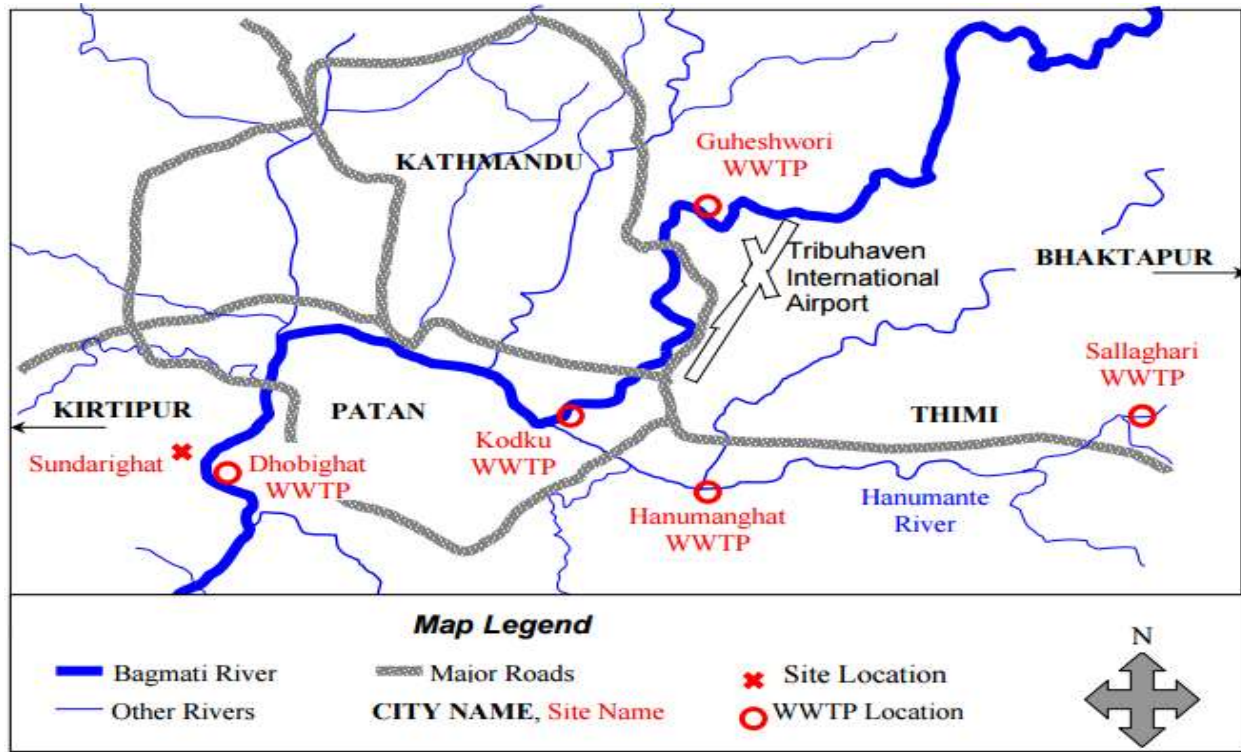 Guheshwori
WWTP
KATHMANDU
Tribuhaven
International
Airport
BHAKTAPUR
Sallaghari
WWTP
KIRTIPUR
PATAN
THIMI
Kodku
WWTP
Sundarighat
Dhobighat
WWTP
Hanumanghat
WWTP
Hanumante
River
Map Legend
N
Bagmati River
Major Roads
Site Location
Other Rivers
CITY NAME, Site Name
WWTP Location